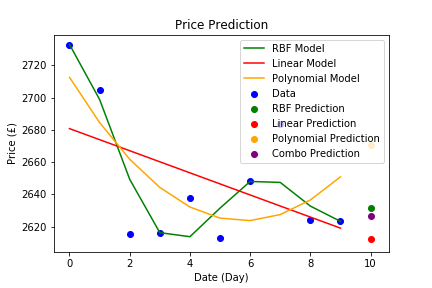 Price Prediction
RBF Model
Linear Model
Polynomial Model
Data
RBF Prediction
Linear Prediction
Polynomial Prediction
Combo Prediction
Price (£)
2720
2700
2680
2660
2640
2620
0
2
4
6
8
10
Date (Day)